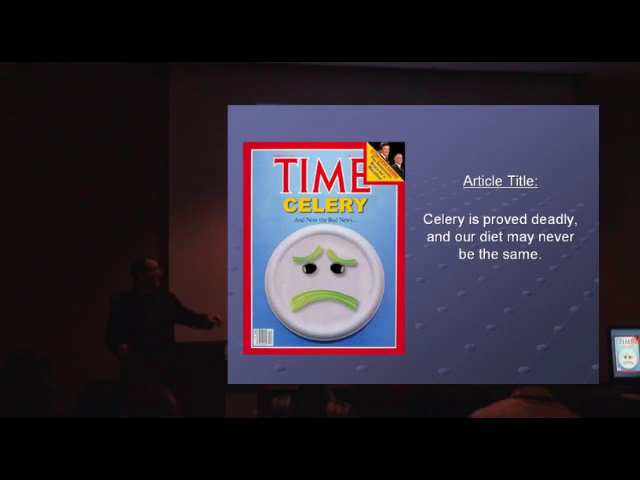 TIME
CELERY
And Now the Bad News...
Article Title:
Celery is proved deadly,
and our diet may never
be the same.